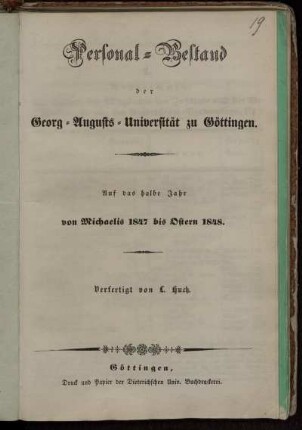 19
Personal-Bestand
der
Georg-Augusts-Universität zu Göttingen.
Auf das halbe Jahr
von Michaelis 1847 bis Ostern 1848.
Verfertigt von L. Huch.
Göttingen,
Druck und Papier der Dieterichschen Univ. Buchdruckerei.